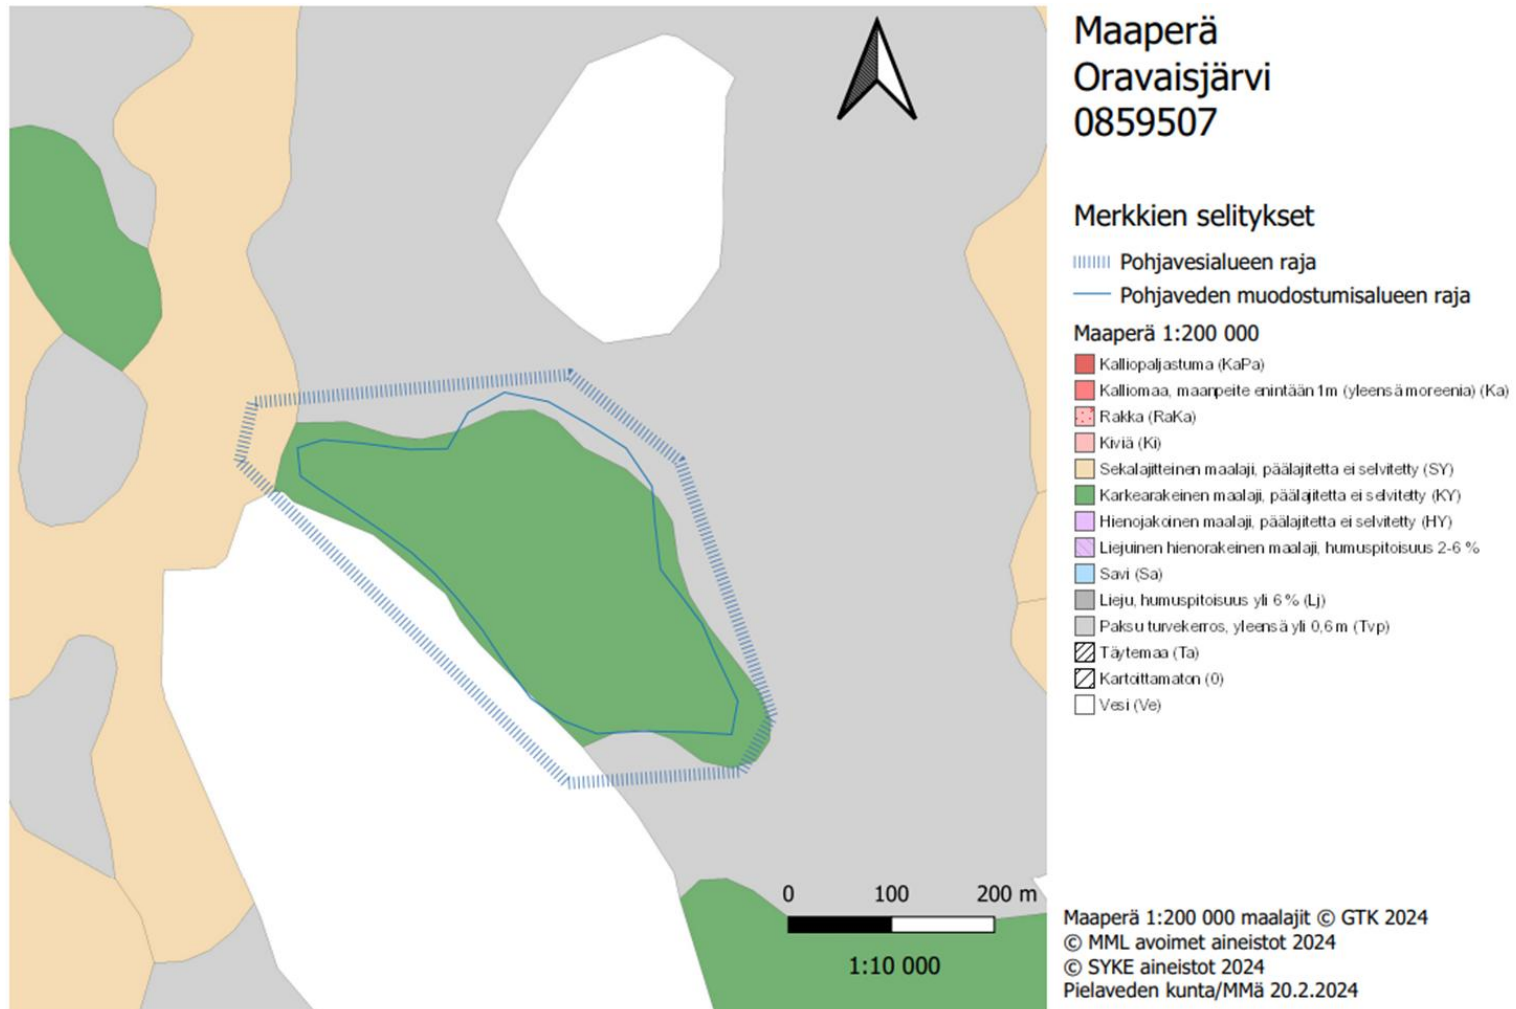 Maaperä
Oravaisjärvi
0859507
Merkkien selitykset
Pohjavesialueen raja
Pohjaveden muodostumisalueen raja
Maaperä 1:200 000
Kalliopaljastuma (KaPa)
Kalliomaa, maanpeite enintään 1m (yleensä moreenia) (Ka)
Rakka (RaKa)
Kiviä (Ki)
Sekalajitteinen maalaji, päälajitetta ei selvitetty (SY)
Karkearakeinen maalaji, päälajitetta ei selvitetty (KY)
Hienojakoinen maalaji, päälajitetta ei selvitetty (HY)
Liejuinen hienorakeinen maalaji, humuspitoisuus 2-6 %
Savi (Sa)
Lieju, humuspitoisuus yli 6 % (Lj)
Paksu turvekerros, yleensä yli 0,6 m (Tvp)
Täytemaa (Ta)
Kartoittamaton (0)
Vesi (Ve)
0 100 200 m
1:10 000
Maaperä 1:200 000 maalajit © GTK 2024
© MML avoimet aineistot 2024
© SYKE aineistot 2024
Pielaveden kunta/MMä 20.2.2024